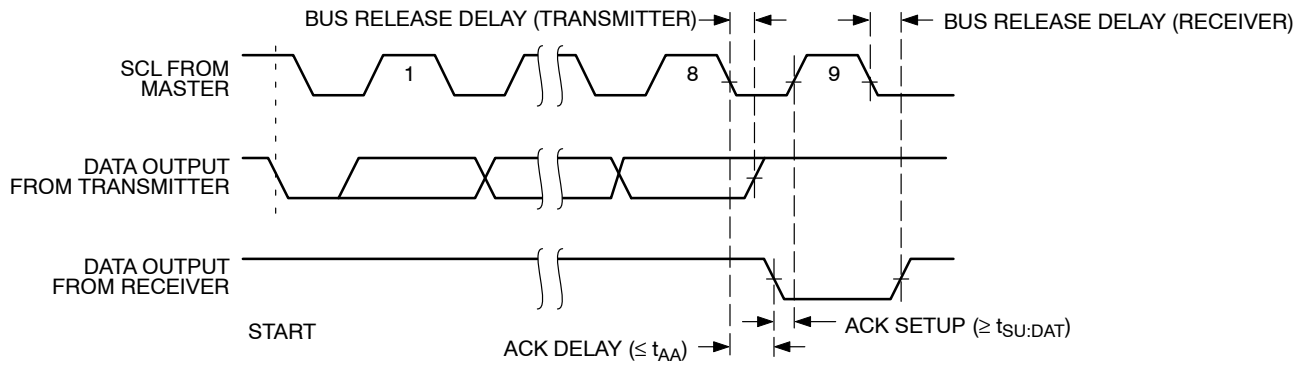 BUS RELEASE DELAY (TRANSMITTER)
BUS RELEASE DELAY (RECEIVER)
SCL FROM
MASTER
1
8
9
DATA OUTPUT
FROM TRANSMITTER
DATA OUTPUT
FROM RECEIVER
START
ACK SETUP (≥ tSU:DAT)
ACK DELAY (≤ tAA)